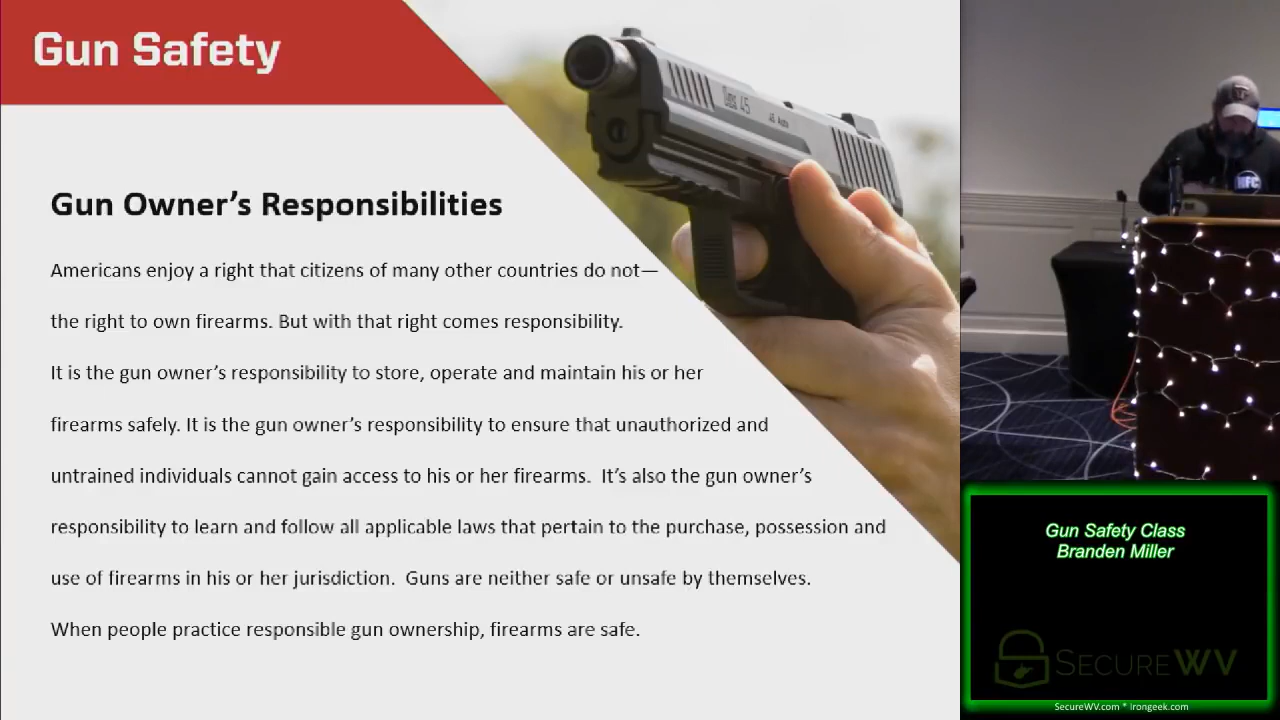 Gun Safety
Gun Owner's Responsibilities
Americans enjoy a right that citizens of many other countries do not—
the right to own firearms. But with that right comes responsibility.
It is the gun owner's responsibility to store, operate and maintain his or her
firearms safely. It is the gun owner's responsibility to ensure that unauthorized and
untrained individuals cannot gain access to his or her firearms.  It's also the gun owner's
responsibility to learn and follow all applicable laws that pertain to the purchase, possession and
use of firearms in his or her jurisdiction.  Guns are neither safe or unsafe by themselves.
When people practice responsible gun ownership, firearms are safe.
45
45 Auto
Gun Safety Class
Branden Miller
SECUREWV
SecureWV.com * irongeek.com